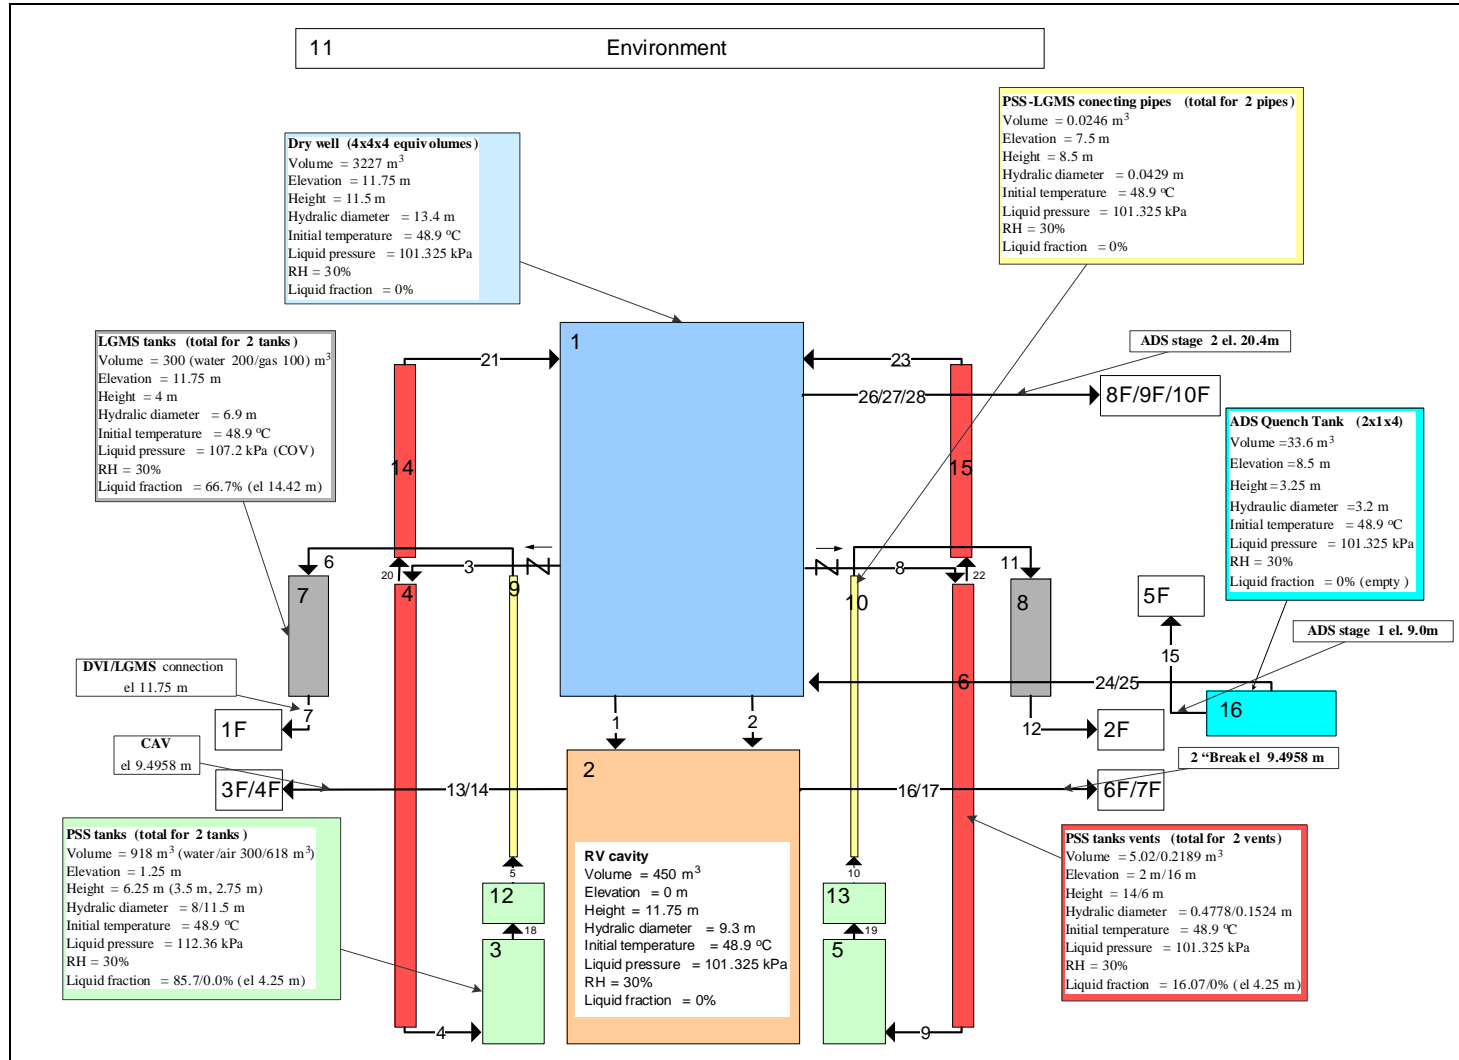 11 Environment
PSS-LGMS conecting pipes (total for 2 pipes)
Volume = 0.0246 m³
Elevation = 7.5 m
Height = 8.5 m
Hydralic diameter = 0.0429 m
Initial temperature = 48.9 ºC
Liquid pressure = 101.325 kPa
RH = 30%
Liquid fraction = 0%
Dry well (4x4x4 equivolumes)
Volume = 3227 m³
Elevation = 11.75 m
Height = 11.5 m
Hydralic diameter = 13.4 m
Initial temperature = 48.9 ºC
Liquid pressure = 101.325 kPa
RH = 30%
Liquid fraction = 0%
LGMS tanks (total for 2 tanks)
Volume = 300 (water 200/gas 100) m³
Elevation = 11.75 m
Height = 4 m
Hydralic diameter = 6.9 m
Initial temperature = 48.9 ºC
Liquid pressure = 107.2 kPa (COV)
RH = 30%
Liquid fraction = 66.7% (el 14.42 m)
1
21
23
ADS stage 2 el. 20.4m
26/27/28
8F/9F/10F
ADS Quench Tank (2x1x4)
Volume =33.6 m³
Elevation =8.5 m
Height=3.25 m
Hydraulic diameter =3.2 m
Initial temperature = 48.9 ºC
Liquid pressure = 101.325 kPa
RH = 30%
Liquid fraction = 0% (empty )
14
15
6
3
20
4
9
7
8
22
11
10
8
5F
ADS stage 1 el. 9.0m
15
DVI/LGMS connection
el 11.75 m
7
1F
6
24/25
16
12
2F
1
2
CAV
el 9.4958 m
3F/4F
13/14
2
16/17
6F/7F
2 “Break el 9.4958 m
PSS tanks (total for 2 tanks)
Volume = 918 m³ (water/air 300/618 m³)
Elevation = 1.25 m
Height = 6.25 m (3.5 m, 2.75 m)
Hydralic diameter = 8/11.5 m
Initial temperature = 48.9 ºC
Liquid pressure = 112.36 kPa
RH = 30%
Liquid fraction = 85.7/0.0% (el 4.25 m)
RV cavity
Volume = 450 m³
Elevation = 0 m
Height = 11.75 m
Hydralic diameter = 9.3 m
Initial temperature = 48.9 ºC
Liquid pressure = 101.325 kPa
RH = 30%
Liquid fraction = 0%
PSS tanks vents (total for 2 vents)
Volume = 5.02/0.2189 m³
Elevation = 2 m/16 m
Height = 14/6 m
Hydralic diameter = 0.4778/0.1524 m
Initial temperature = 48.9 ºC
Liquid pressure = 101.325 kPa
RH = 30%
Liquid fraction = 16.07/0% (el 4.25 m)
5
12
18
3
4
10
13
19
5
9